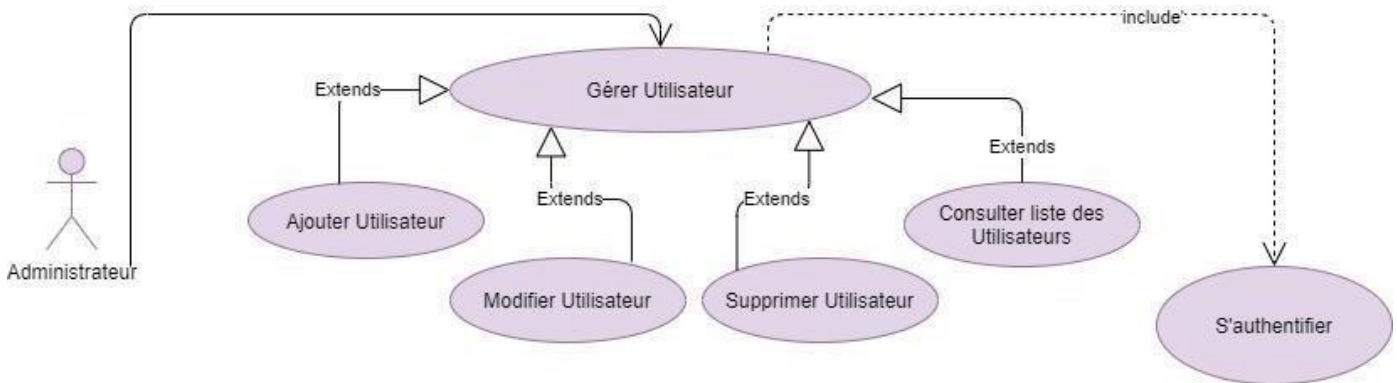 include'
Gérer Utilisateur
Extends
Extends
Extends
Extends
Ajouter Utilisateur
Consulter liste des
Utilisateurs
Administrateur
Modifier Utilisateur
Supprimer Utilisateur
S'authentifier